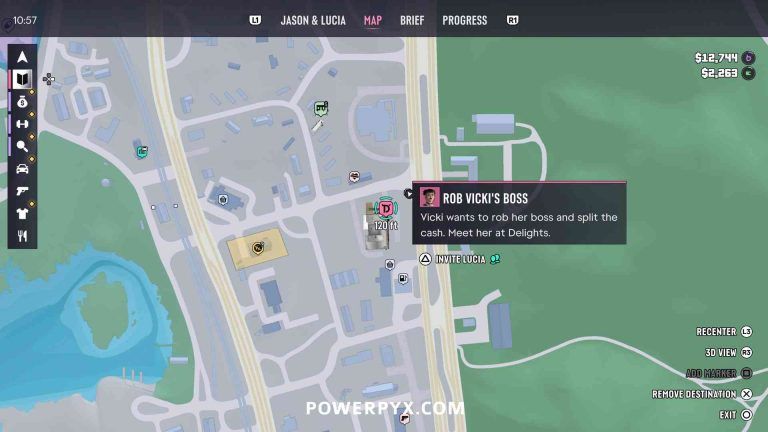 10:57
L1 JASON & LUCIA MAP BRIEF PROGRESS R1
$12,744
$2,263
ROB VICKI'S BOSS
Vicki wants to rob her boss and split the
cash. Meet her at Delights.
120 ft
INVITE LUCIA
RECENTER L3
3D VIEW R3
ADD MARKER
REMOVE DESTINATION
EXIT
POWERPYX.COM